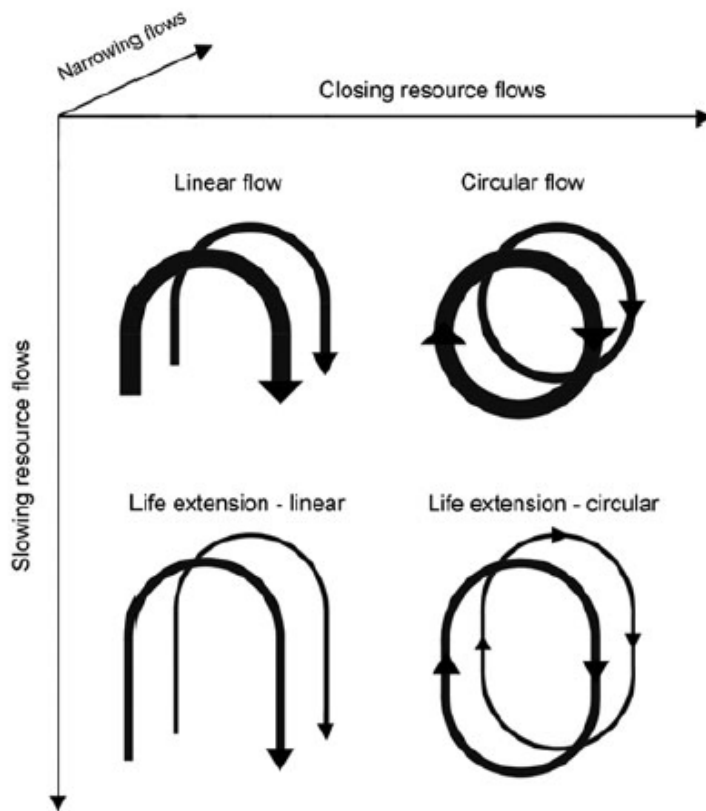 Narrowing flows
Closing resource flows
Linear flow
Circular flow
Slowing resource flows
Life extension - linear
Life extension - circular